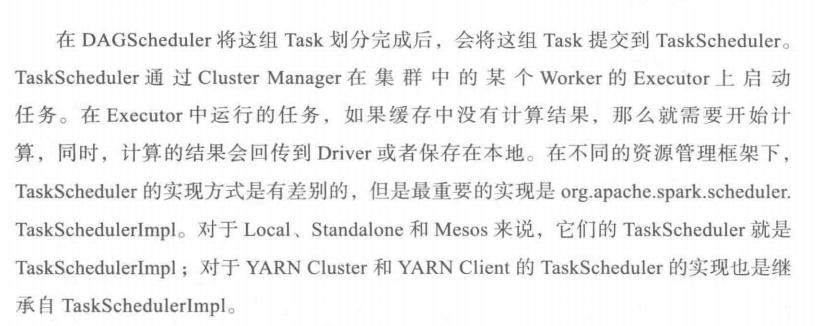 在 DAGScheduler 将这组 Task 划分完成后，会将这组 Task 提交到 TaskScheduler。
TaskScheduler 通过 Cluster Manager 在集群中的某个 Worker 的 Executor 上启动
任务。在 Executor 中运行的任务，如果缓存中没有计算结果，那么就需要开始计
算，同时，计算的结果会回传到 Driver 或者保存在本地。在不同的资源管理框架下，
TaskScheduler 的实现方式是有差别的，但是最重要的实现是 org.apache.spark.scheduler.
TaskSchedulerImpl。对于 Local、Standalone 和 Mesos 来说，它们的 TaskScheduler 就是
TaskSchedulerImpl；对于 YARN Cluster 和 YARN Client 的 TaskScheduler 的实现也是继
承自 TaskSchedulerImpl。